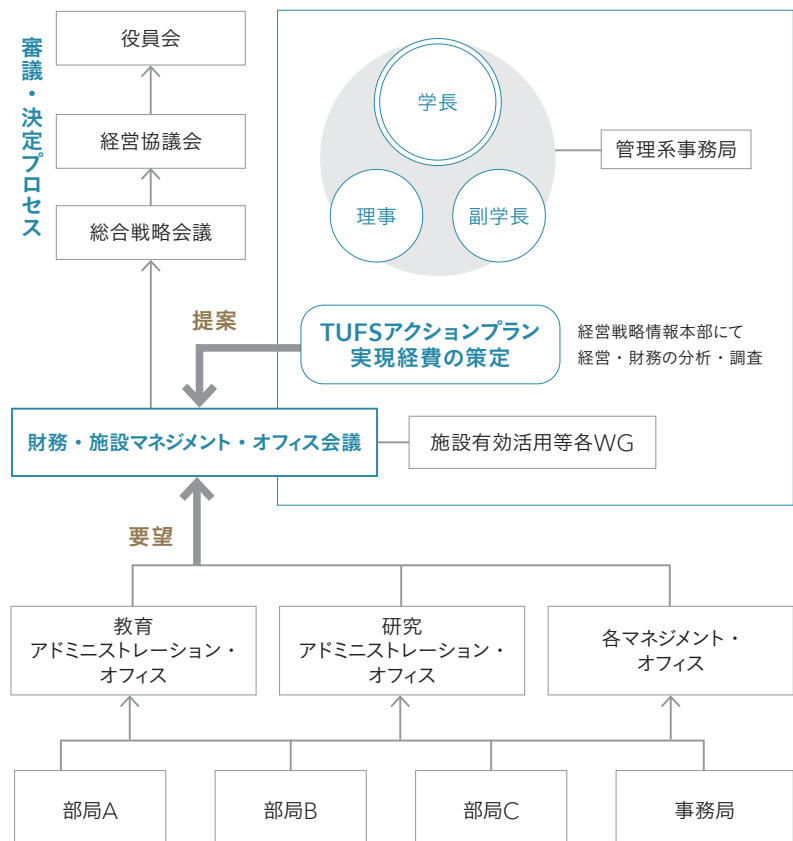 審議・決定プロセス
役員会
経営協議会
総合戦略会議
学長
理事
副学長
管理系事務局
提案
TUFSアクションプラン
実現経費の策定
経営戦略情報本部にて
経営・財務の分析・調査
財務・施設マネジメント・オフィス会議
施設有効活用等各WG
要望
教育
アドミニストレーション・
オフィス
研究
アドミニストレーション・
オフィス
各マネジメント・
オフィス
部局A
部局B
部局C
事務局